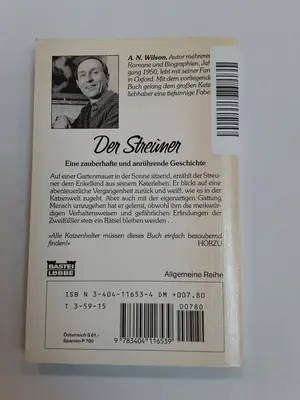 A. N. Wilson, Autor mehrerer
Romane und Biographien, Jahr-
gang 1950, lebt mit seiner Fam
in Oxford. Mit dem vorliegende
Buch gelang dem großen Katz
liebhaber eine tiefsinnige Fabe
Der Streuner
Eine zauberhafte und anrührende Geschichte
Auf einer Gartenmauer in der Sonne sitzend, erzählt der Streu-
ner dem Enkelkind aus seinem Katerleben: Er blickt auf eine
abenteuerliche Vergangenheit zurück und weiß, wie es in der
Katzenwelt zugeht. Aber auch mit der eigenartigen Gattung
Mensch umzugehen hat er gelernt, obwohl ihm die merkwür-
digen Verhaltensweisen und gefährlichen Erfindungen der
Zweifüßler stets ein Rätsel bleiben werden ...
»Alle Katzenhalter müssen dieses Buch einfach bezaubernd
finden!« HÖRZU
BASTEI
LÜBBE
Allgemeine Reihe
ISBN 3-404-11653-4 DM +007.80
T 3-59-15 00780
Österreich S 61,-
Spanien P 700
9 783404 116539